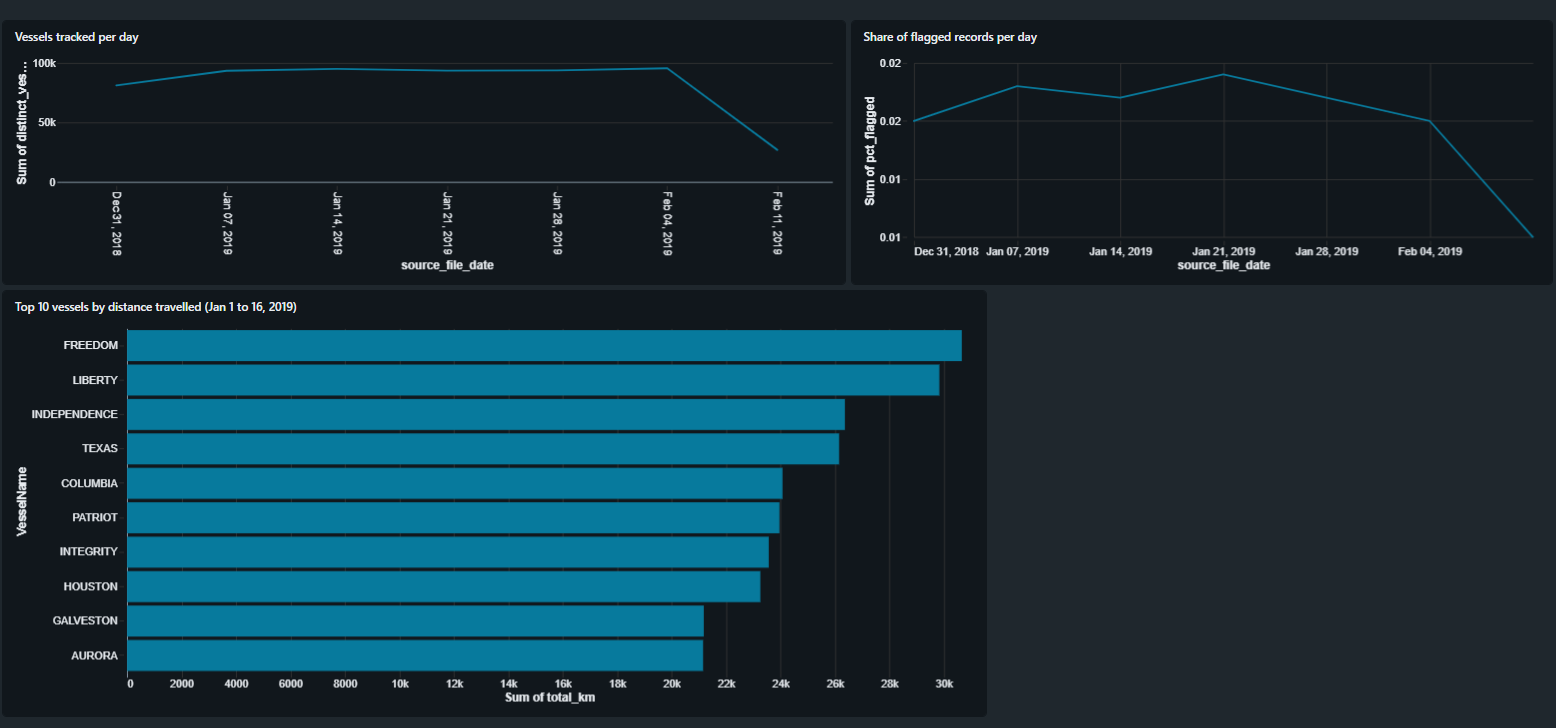 Vessels tracked per day
Sum of distinct_ves...
100k
50k
0
Dec 31, 2018
Jan 07, 2019
Jan 14, 2019
Jan 21, 2019
Jan 28, 2019
Feb 04, 2019
Feb 11, 2019
source_file_date
Share of flagged records per day
Sum of pct_flagged
0.02
0.02
0.01
0.01
Dec 31, 2018
Jan 07, 2019
Jan 14, 2019
Jan 21, 2019
Jan 28, 2019
Feb 04, 2019
source_file_date
Top 10 vessels by distance travelled (Jan 1 to 16, 2019)
VesselName
FREEDOM
LIBERTY
INDEPENDENCE
TEXAS
COLUMBIA
PATRIOT
INTEGRITY
HOUSTON
GALVESTON
AURORA
0 2000 4000 6000 8000 10k 12k 14k 16k 18k 20k 22k 24k 26k 28k 30k
Sum of total_km